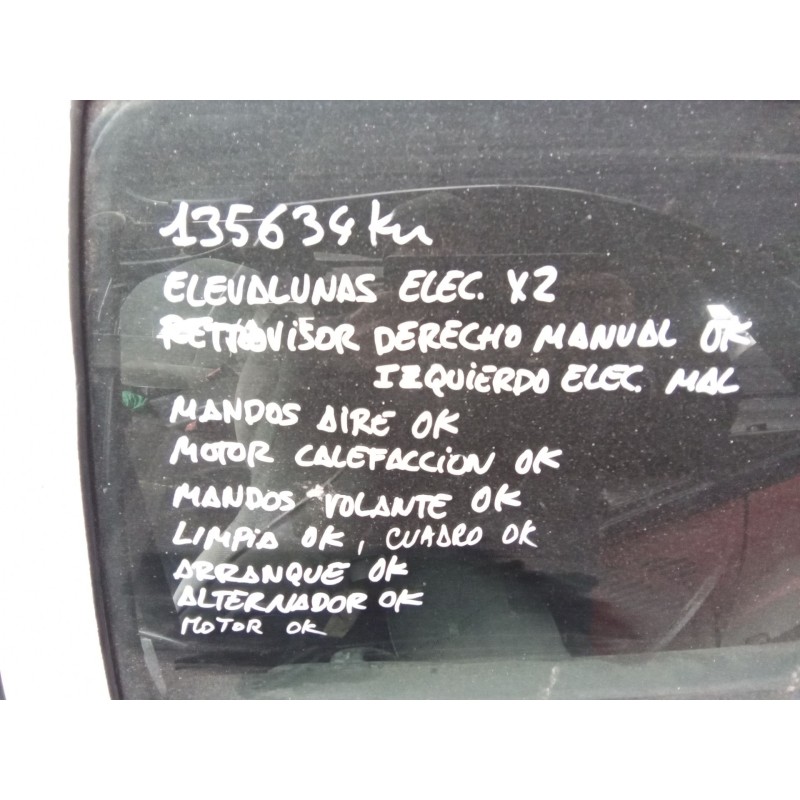 135634 Km
ELEVALUNAS ELEC. X2
RETROVISOR DERECHO MANUAL OK
IZQUIERDO ELEC. MAL
MANDOS AIRE OK
MOTOR CALEFACCION OK
MANDOS VOLANTE OK
LIMPIA OK, CUADRO OK
ARRANQUE OK
ALTERNADOR OK
MOTOR OK